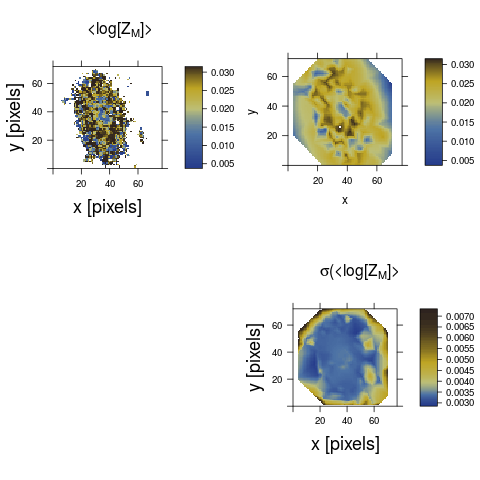 <log[Z_M]>
60
40
20
20 40 60
x [pixels]
y [pixels]
0.030
0.025
0.020
0.015
0.010
0.005
60
40
20
20 40 60
x
y
0.030
0.025
0.020
0.015
0.010
0.005
σ(<log[Z_M]>
60
40
20
20 40 60
x [pixels]
y [pixels]
0.0070
0.0065
0.0060
0.0055
0.0050
0.0045
0.0040
0.0035
0.0030